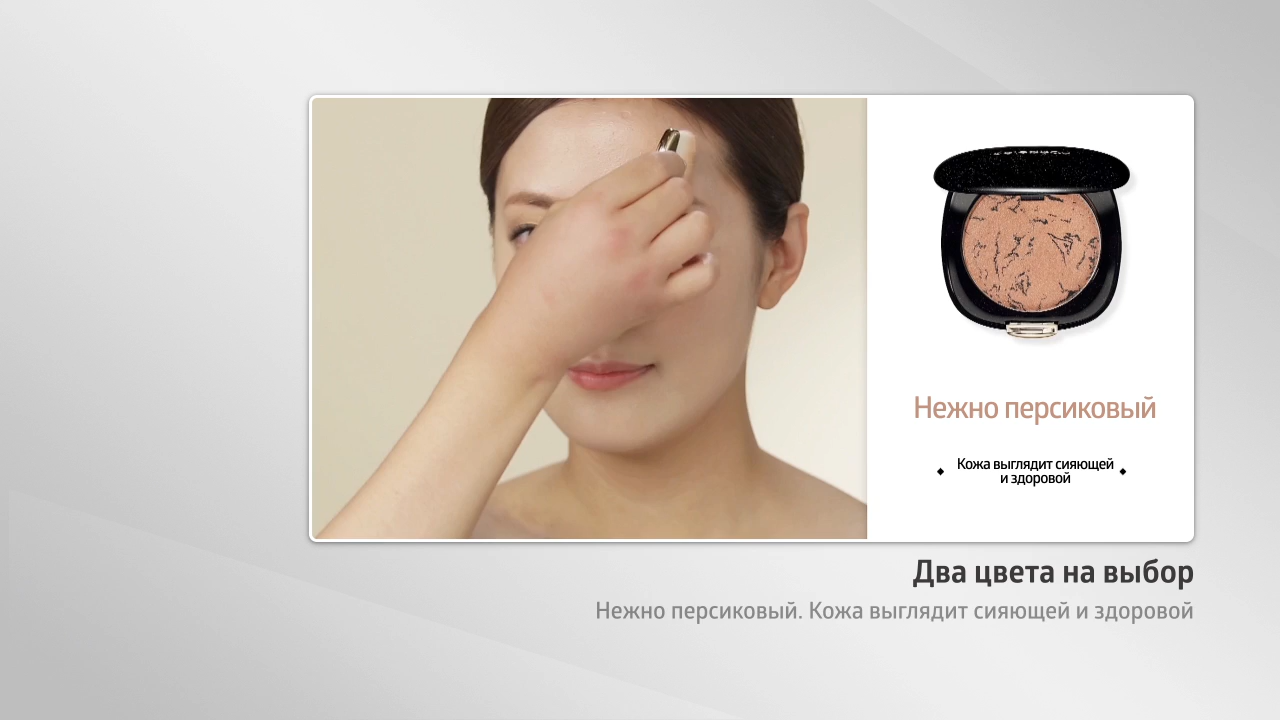 Нежно персиковый
Кожа выглядит сияющей
и здоровой
Два цвета на выбор
Нежно персиковый. Кожа выглядит сияющей и здоровой